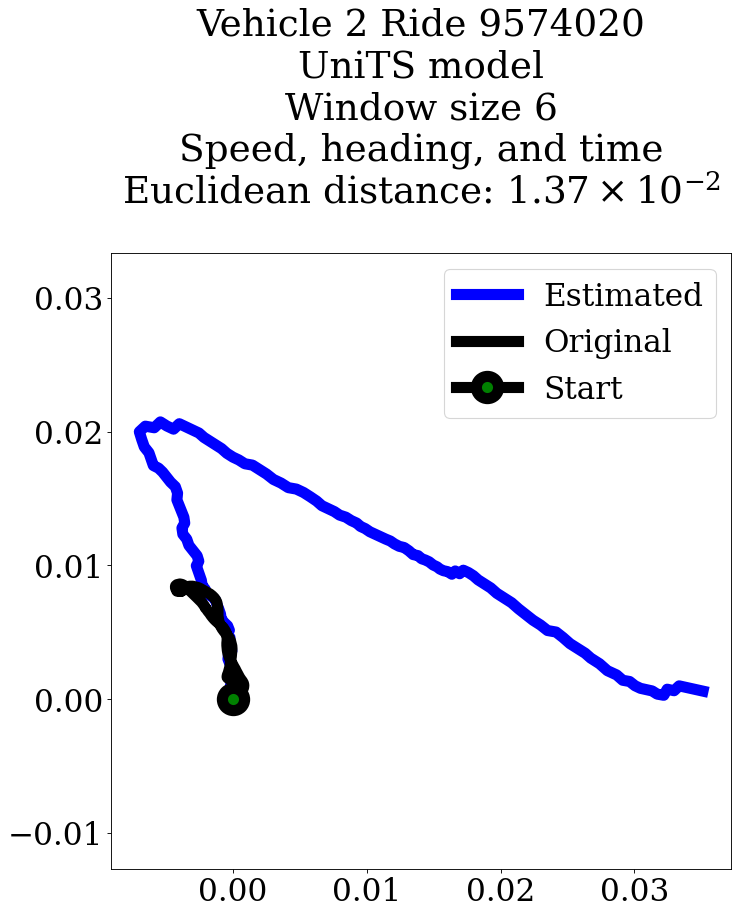 Vehicle 2 Ride 9574020
UniTS model
Window size 6
Speed, heading, and time
Euclidean distance: 1.37 × 10⁻²
Estimated
Original
Start
0.03
0.02
0.01
0.00
−0.01
0.00 0.01 0.02 0.03